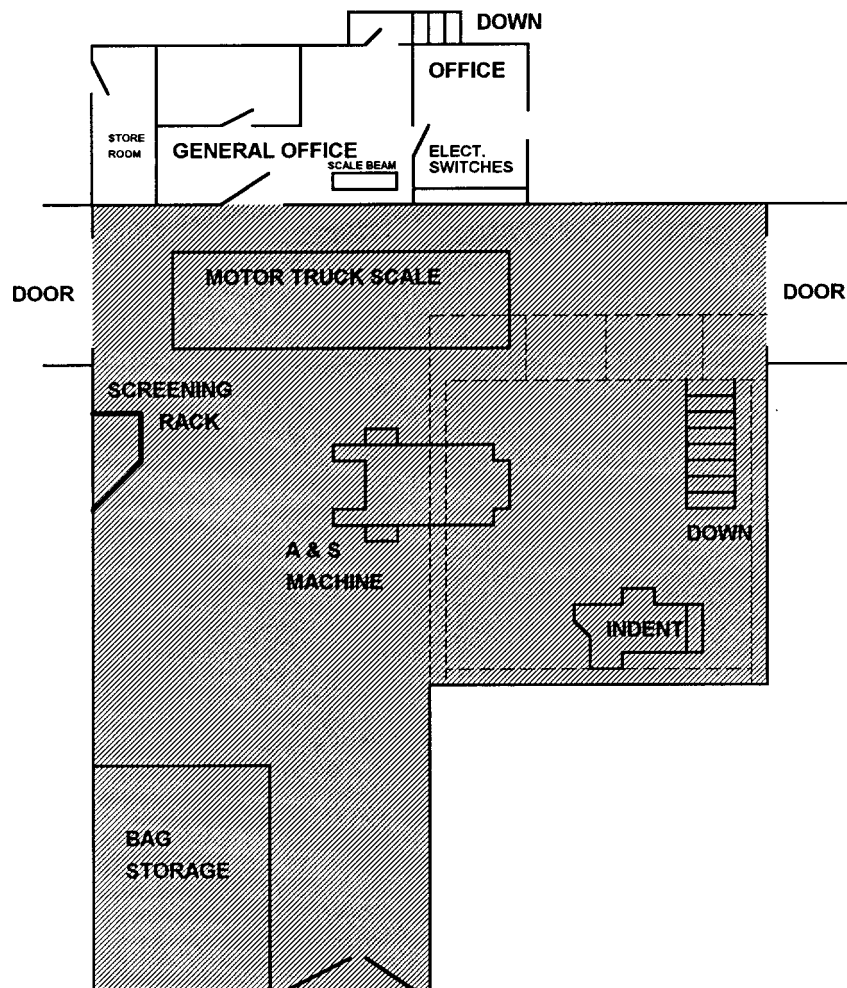 DOWN
OFFICE
STORE
ROOM
GENERAL OFFICE
SCALE BEAM
ELECT.
SWITCHES
MOTOR TRUCK SCALE
DOOR
DOOR
SCREENING
RACK
DOWN
A & S
MACHINE
INDENT
BAG
STORAGE